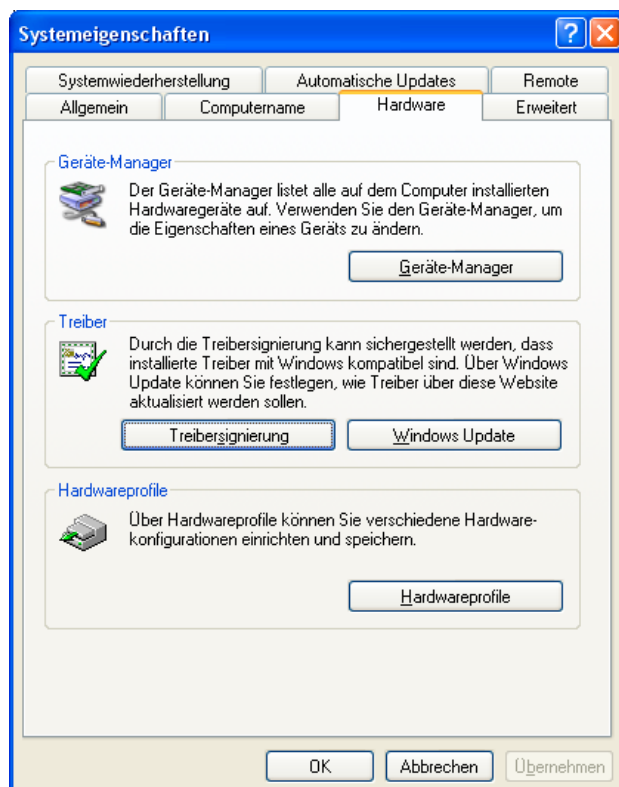 Systemeigenschaften
Systemwiederherstellung Automatische Updates Remote
Allgemein Computername Hardware Erweitert
Geräte-Manager
Der Geräte-Manager listet alle auf dem Computer installierten
Hardwaregeräte auf. Verwenden Sie den Geräte-Manager, um
die Eigenschaften eines Geräts zu ändern.
Geräte-Manager
Treiber
Durch die Treibersignierung kann sichergestellt werden, dass
installierte Treiber mit Windows kompatibel sind. Über Windows
Update können Sie festlegen, wie Treiber über diese Website
aktualisiert werden sollen.
Treibersignierung Windows Update
Hardwareprofile
Über Hardwareprofile können Sie verschiedene Hardware-
konfigurationen einrichten und speichern.
Hardwareprofile
OK Abbrechen Übernehmen